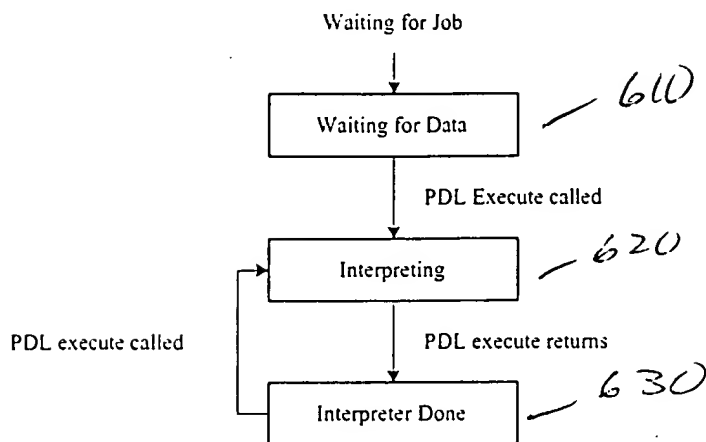 Waiting for Job
Waiting for Data
610
PDL Execute called
Interpreting
620
PDL execute called
PDL execute returns
Interpreter Done
630